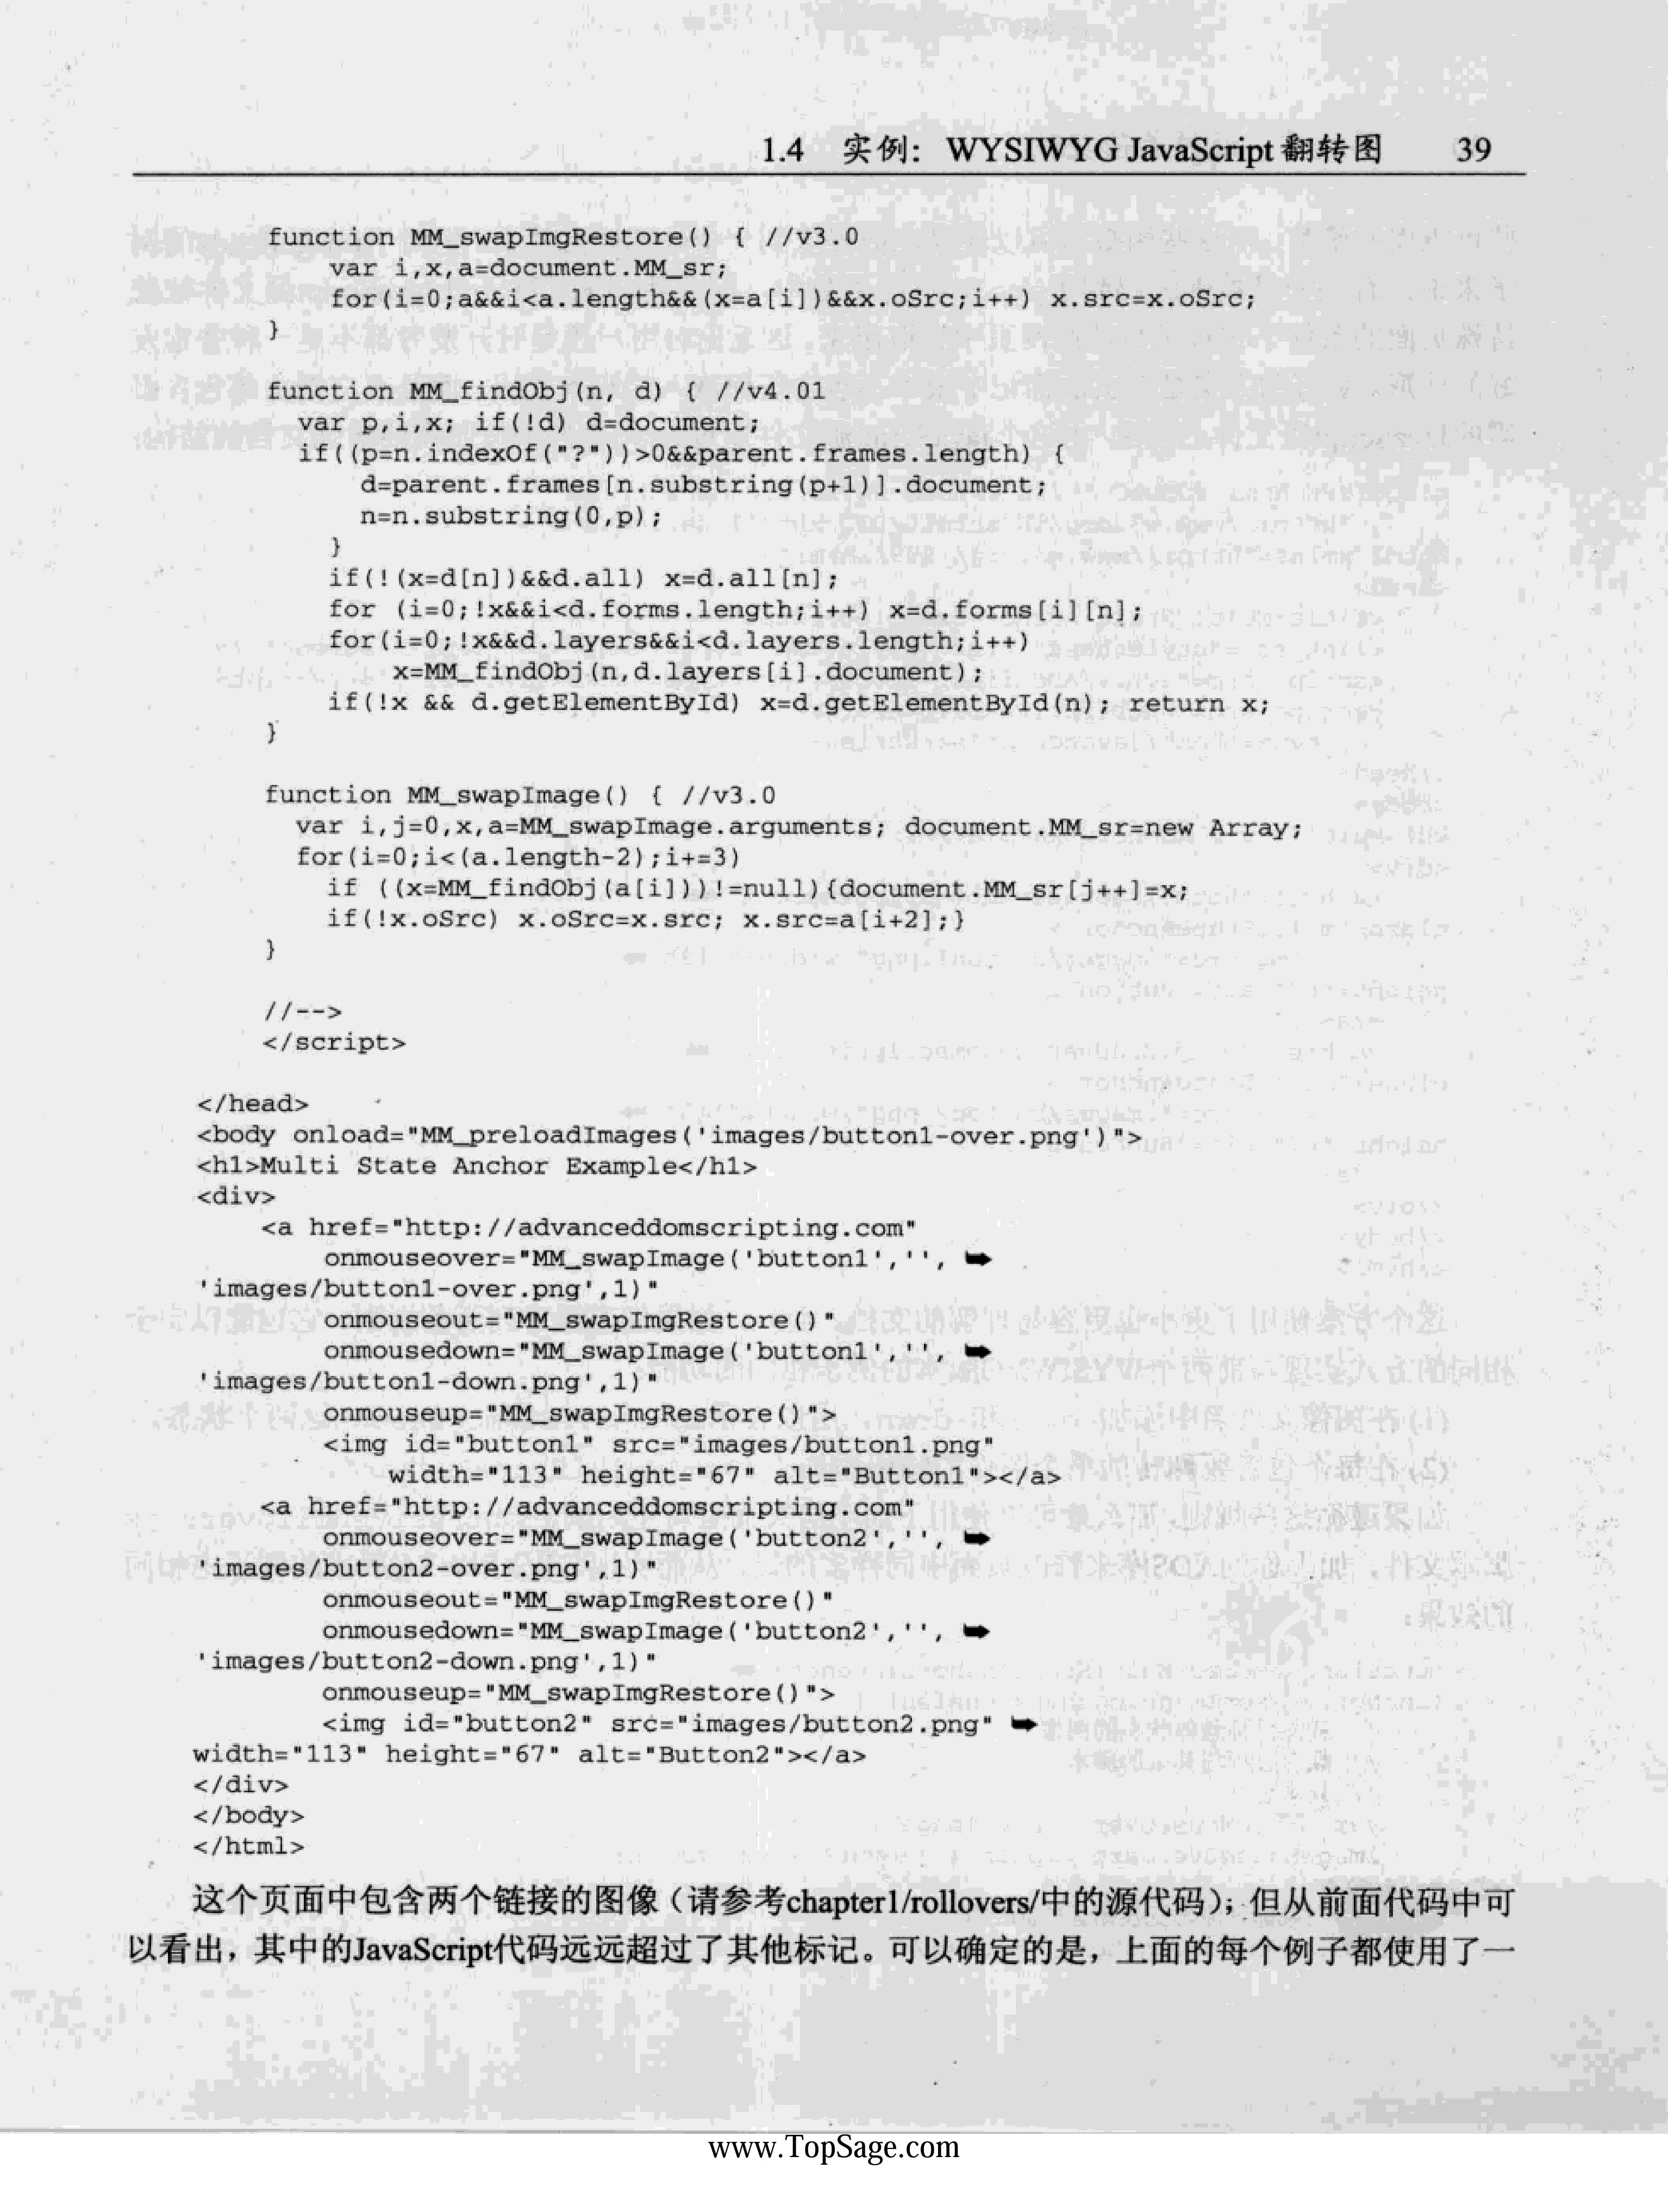 1.4 实例: WYSIWYG JavaScript 翻转图 39
function MM_swapImgRestore() { //v3.0
var i,x,a=document.MM_sr;
for(i=0;a&&i<a.length&&(x=a[i])&&x.oSrc;i++) x.src=x.oSrc;
}
function MM_findObj(n, d) { //v4.01
var p,i,x; if(!d) d=document;
if((p=n.indexOf("?"))>0&&parent.frames.length) {
d=parent.frames[n.substring(p+1)].document;
n=n.substring(0,p);
}
if(!(x=d[n])&&d.all) x=d.all[n];
for (i=0;!x&&i<d.forms.length;i++) x=d.forms[i][n];
for(i=0;!x&&d.layers&&i<d.layers.length;i++)
x=MM_findObj(n,d.layers[i].document);
if(!x && d.getElementById) x=d.getElementById(n); return x;
}
function MM_swapImage() { //v3.0
var i,j=0,x,a=MM_swapImage.arguments; document.MM_sr=new Array;
for(i=0;i<(a.length-2);i+=3)
if ((x=MM_findObj(a[i]))!=null){document.MM_sr[j++]=x;
if(!x.oSrc) x.oSrc=x.src; x.src=a[i+2];}
}
//-->
</script>
</head>
<body onload="MM_preloadImages('images/button1-over.png')">
<h1>Multi State Anchor Example</h1>
<div>
<a href="http://advanceddomscripting.com"
onmouseover="MM_swapImage('button1','', ➥
'images/button1-over.png',1)"
onmouseout="MM_swapImgRestore()"
onmousedown="MM_swapImage('button1','', ➥
'images/button1-down.png',1)"
onmouseup="MM_swapImgRestore()">
<img id="button1" src="images/button1.png"
width="113" height="67" alt="Button1"></a>
<a href="http://advanceddomscripting.com"
onmouseover="MM_swapImage('button2','', ➥
'images/button2-over.png',1)"
onmouseout="MM_swapImgRestore()"
onmousedown="MM_swapImage('button2','', ➥
'images/button2-down.png',1)"
onmouseup="MM_swapImgRestore()">
<img id="button2" src="images/button2.png" ➥
width="113" height="67" alt="Button2"></a>
</div>
</body>
</html>
这个页面中包含两个链接的图像（请参考chapter1/rollovers/中的源代码）；但从前面代码中可
以看出，其中的JavaScript代码远远超过了其他标记。可以确定的是，上面的每个例子都使用了一
www.TopSage.com